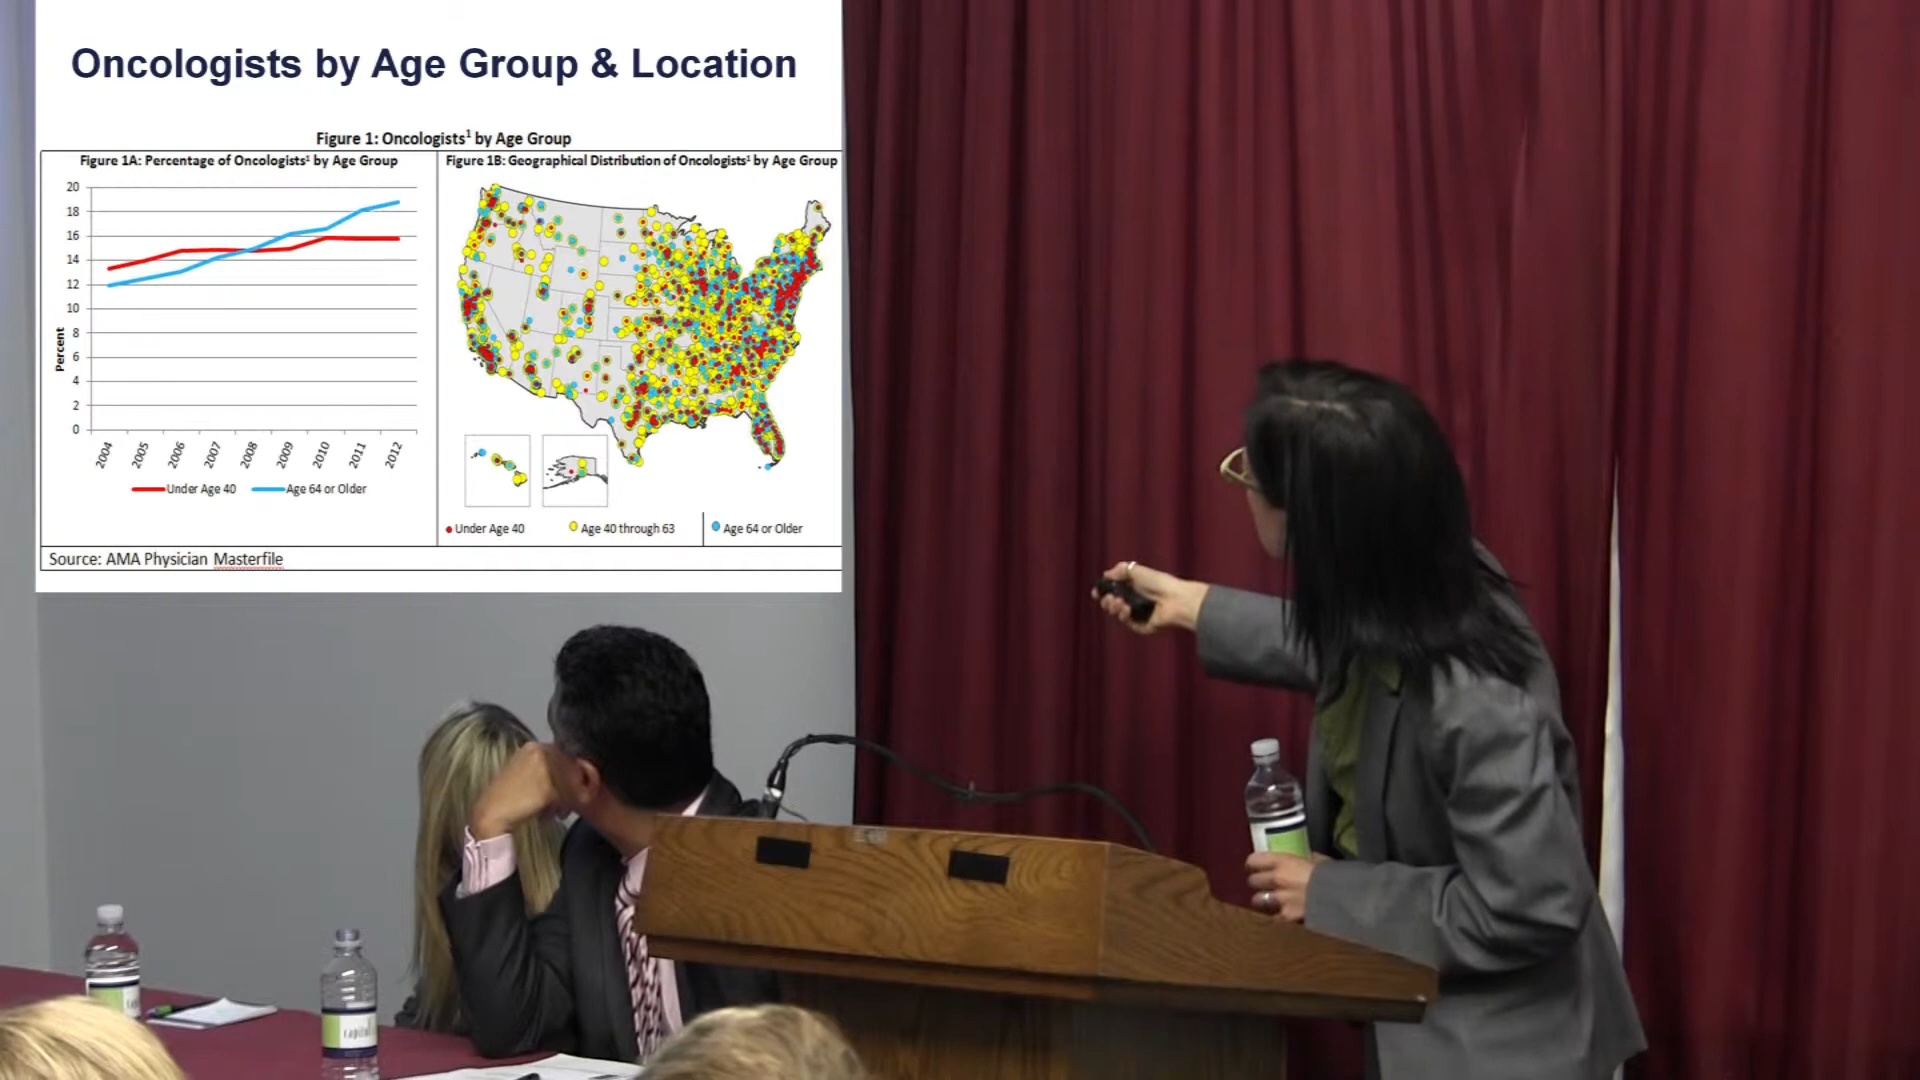 Oncologists by Age Group & Location
Figure 1: Oncologists¹ by Age Group
Figure 1A: Percentage of Oncologists¹ by Age Group
20
18
16
14
12
10
8
6
4
2
0
Percent
2004
2005
2006
2007
2008
2009
2010
2011
2012
Under Age 40
Age 64 or Older
Figure 1B: Geographical Distribution of Oncologists¹ by Age Group
Under Age 40
Age 40 through 63
Age 64 or Older
Source: AMA Physician Masterfile